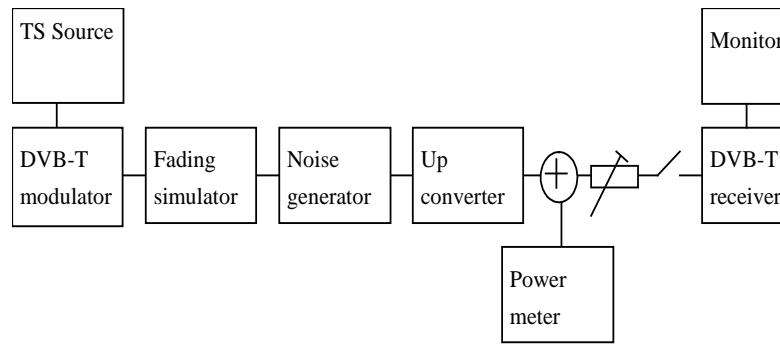 TS Source
Monitor
DVB-T
modulator
Fading
simulator
Noise
generator
Up
converter
DVB-T
receiver
Power
meter